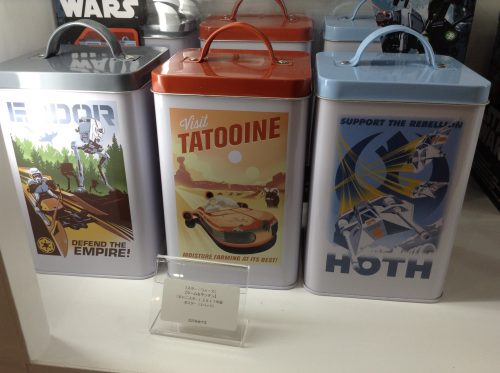 WARS
ENDOR
DEFEND THE
EMPIRE!
Visit
TATOOINE
MOISTURE FARMING AT ITS BEST!
SUPPORT THE REBELLION
HOTH